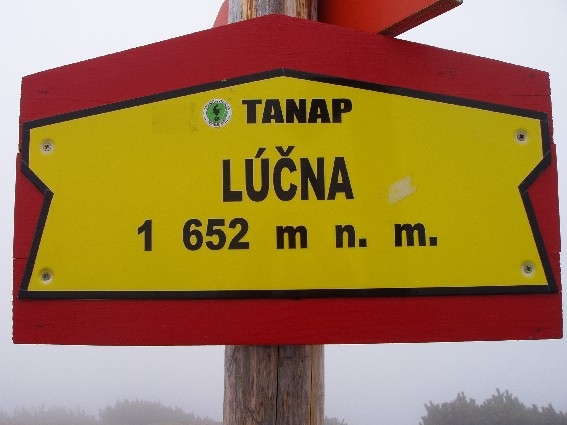 TANAP
LÚČNA
1 652 m n. m.